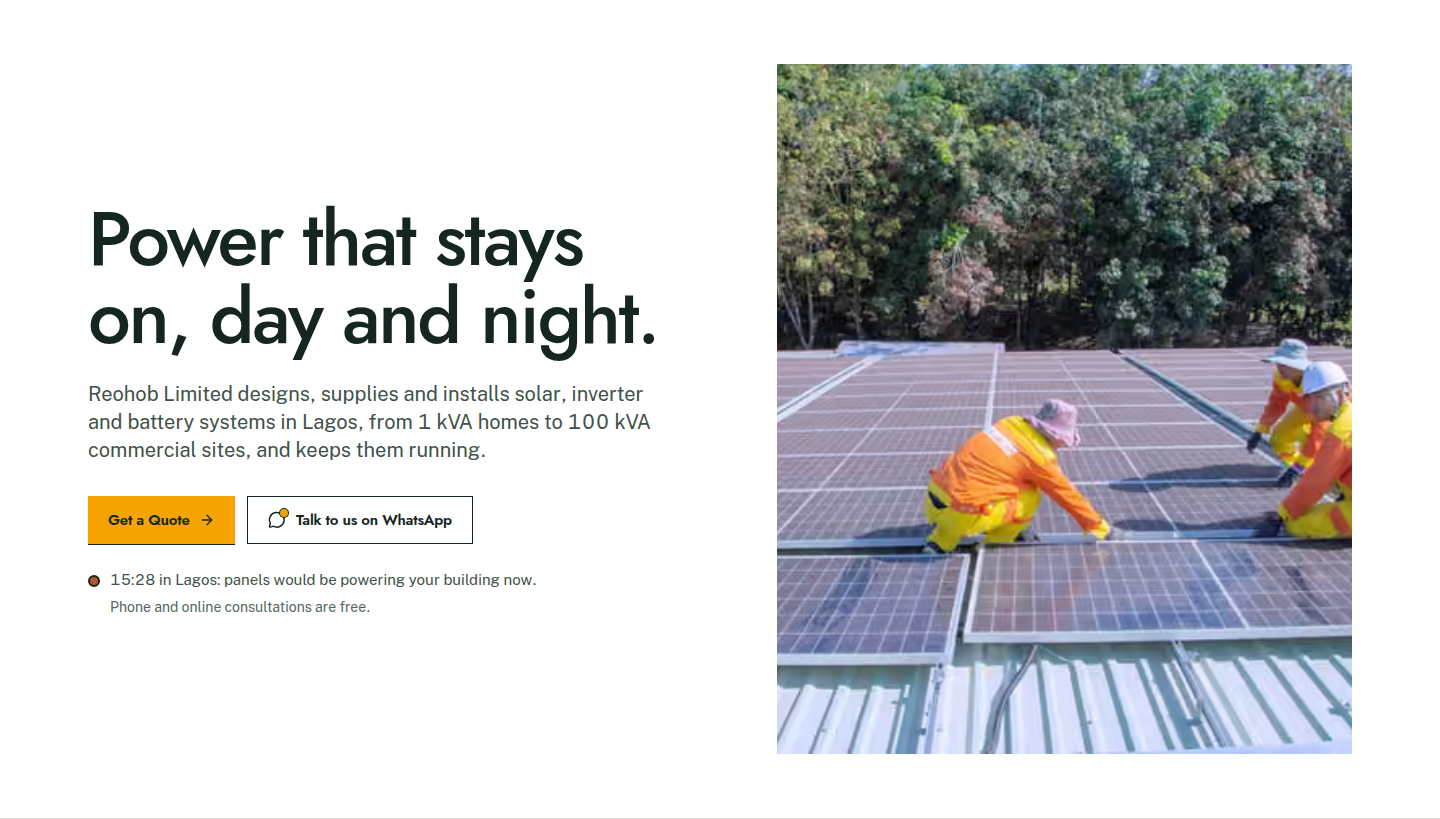 Power that stays
on, day and night.
Reohob Limited designs, supplies and installs solar, inverter
and battery systems in Lagos, from 1 kVA homes to 100 kVA
commercial sites, and keeps them running.
Get a Quote →
Talk to us on WhatsApp
15:28 in Lagos: panels would be powering your building now.
Phone and online consultations are free.